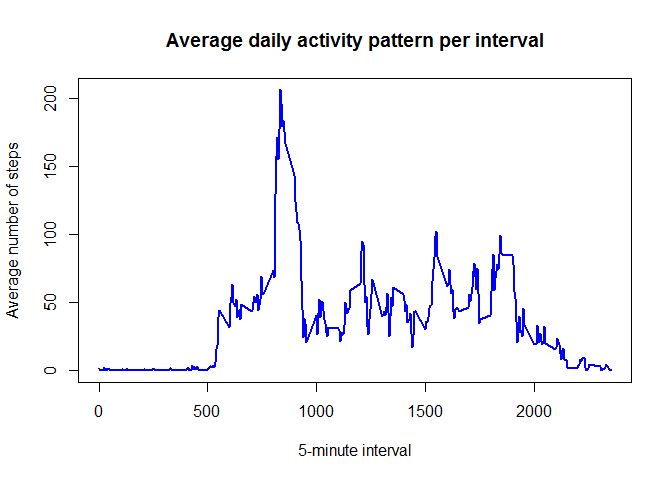 Average daily activity pattern per interval
Average number of steps
200
150
100
50
0
0 500 1000 1500 2000
5-minute interval